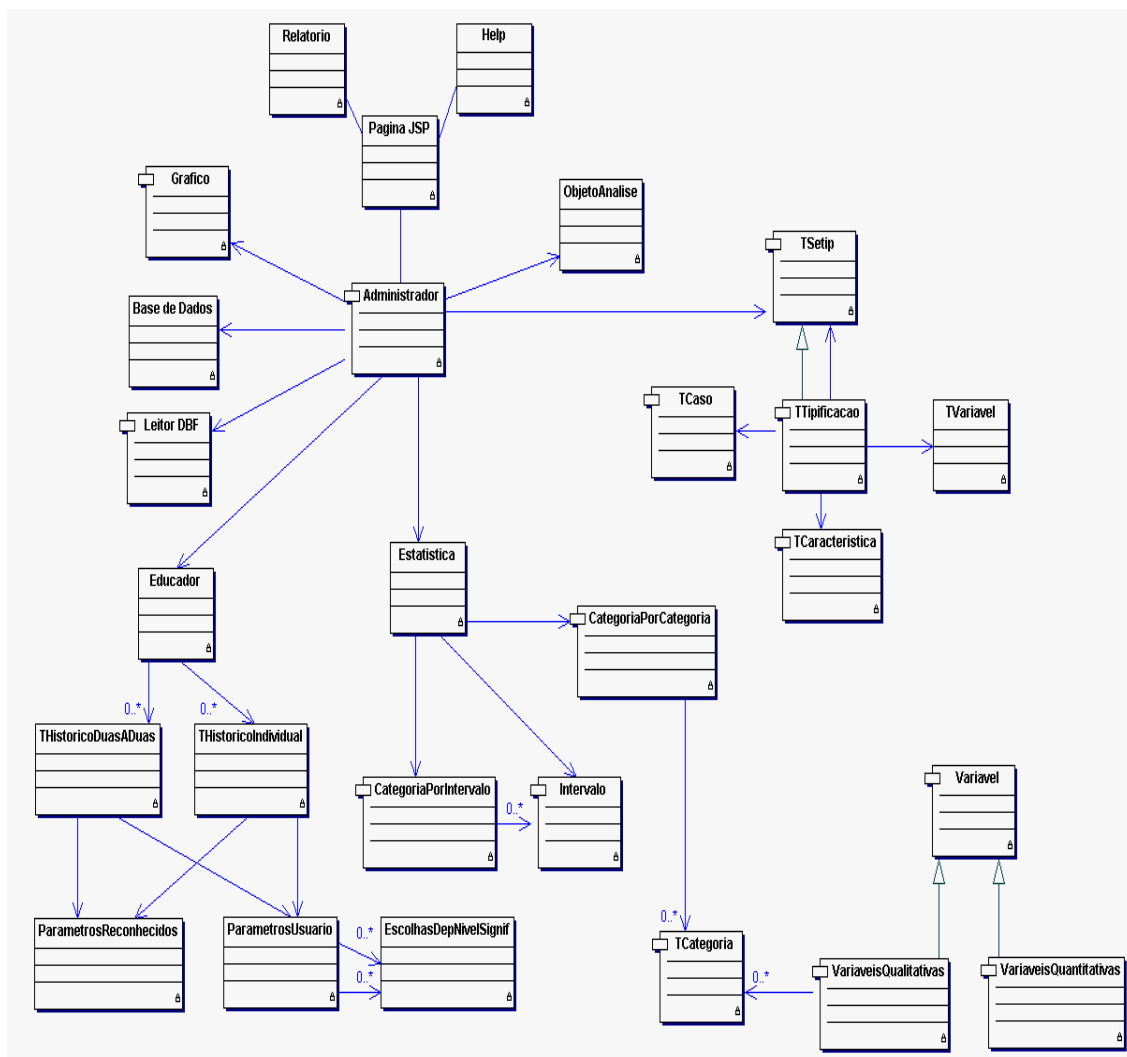 Relatorio
Help
Pagina JSP
Grafico
ObjetoAnalise
TSetip
Base de Dados
Administrador
TCaso
TTipificacao
TVariavel
Leitor DBF
TCaracteristica
Estatistica
Educador
CategoriaPorCategoria
0..*
0..*
THistoricoDuasADuas
THistoricoIndividual
CategoriaPorIntervalo
0..*
Intervalo
Variavel
ParametrosReconhecidos
ParametrosUsuario
0..*
EscolhasDepNivelSignif
0..*
0..*
TCategoria
0..*
VariaveisQualitativas
VariaveisQuantitativas